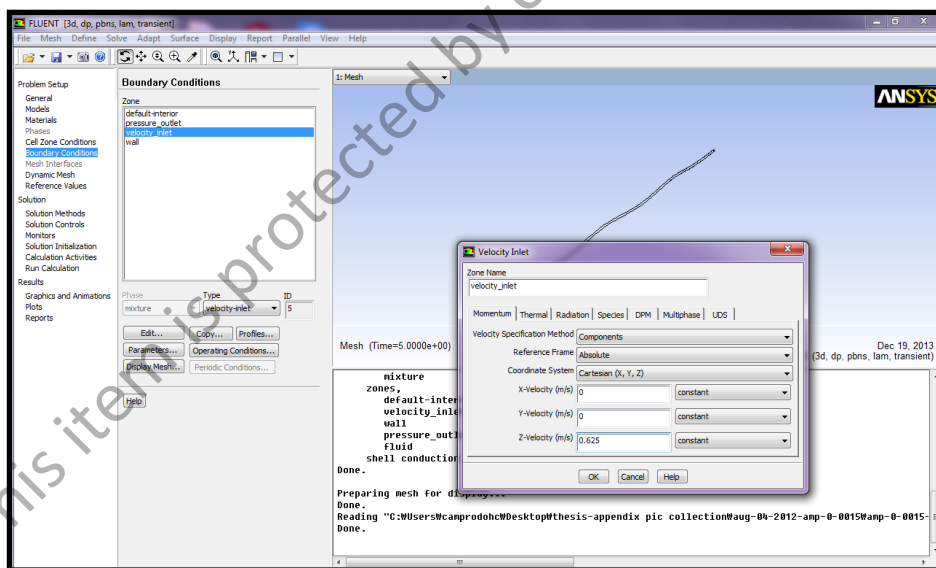 FLUENT [3d, dp, pbns, lam, transient]
File Mesh Define Solve Adapt Surface Display Report Parallel View Help
Problem Setup
General
Models
Materials
Phases
Cell Zone Conditions
Boundary Conditions
Mesh Interfaces
Dynamic Mesh
Reference Values
Solution
Solution Methods
Solution Controls
Monitors
Solution Initialization
Calculation Activities
Run Calculation
Results
Graphics and Animations
Plots
Reports
Boundary Conditions
Zone
default-interior
pressure_outlet
velocity_inlet
wall
Phase Type ID
mixture velocity-inlet 5
Edit... Copy... Profiles...
Parameters... Operating Conditions...
Display Mesh... Periodic Conditions...
Help
1: Mesh
ANSYS
Mesh (Time=5.0000e+00)
Dec 19, 2013
(3d, dp, pbns, lam, transient)
Velocity Inlet
Zone Name
velocity_inlet
Momentum Thermal Radiation Species DPM Multiphase UDS
Velocity Specification Method Components
Reference Frame Absolute
Coordinate System Cartesian (X, Y, Z)
X-Velocity (m/s) 0 constant
Y-Velocity (m/s) 0 constant
Z-Velocity (m/s) 0.625 constant
OK Cancel Help
mixture
zones,
default-inter
velocity_inle
wall
pressure_outl
fluid
shell conduction
Done.
Preparing mesh for display...
Done.
Reading "C:₩Users₩camprodohc₩Desktop₩thesis-appendix pic collection₩aug-04-2012-amp-0-0015₩amp-0-0015-
Done.
his item is protected by